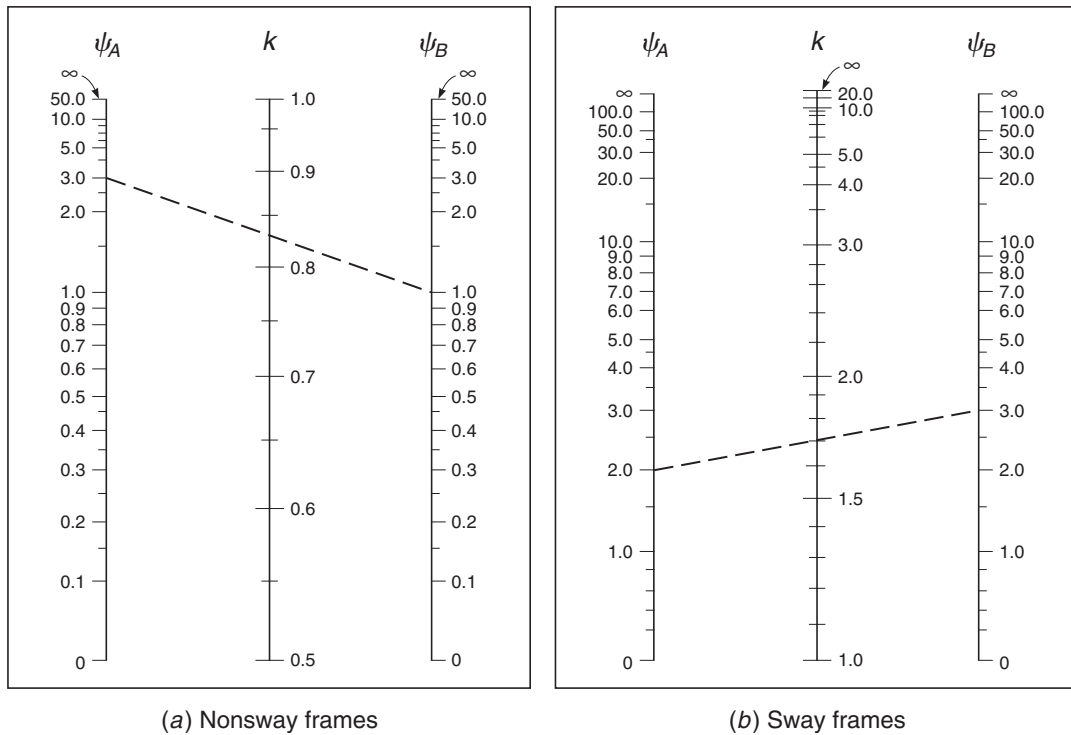 ψA k ψB
∞ ∞
50.0 1.0 50.0
10.0 10.0
5.0 5.0
3.0 0.9 3.0
2.0 2.0
0.8
1.0 1.0
0.9 0.9
0.8 0.8
0.7 0.7
0.7
0.6 0.6
0.5 0.5
0.4 0.4
0.3 0.3
0.6
0.2 0.2
0.1 0.1
0 0.5 0
(a) Nonsway frames
ψA k ψB
∞
∞ 20.0 ∞
100.0 10.0 100.0
50.0 50.0
30.0 5.0 30.0
20.0 4.0 20.0
10.0 3.0 10.0
9.0 9.0
8.0 8.0
7.0 7.0
6.0 6.0
5.0 5.0
4.0 2.0 4.0
3.0 3.0
2.0 2.0
1.5
1.0 1.0
0 1.0 0
(b) Sway frames